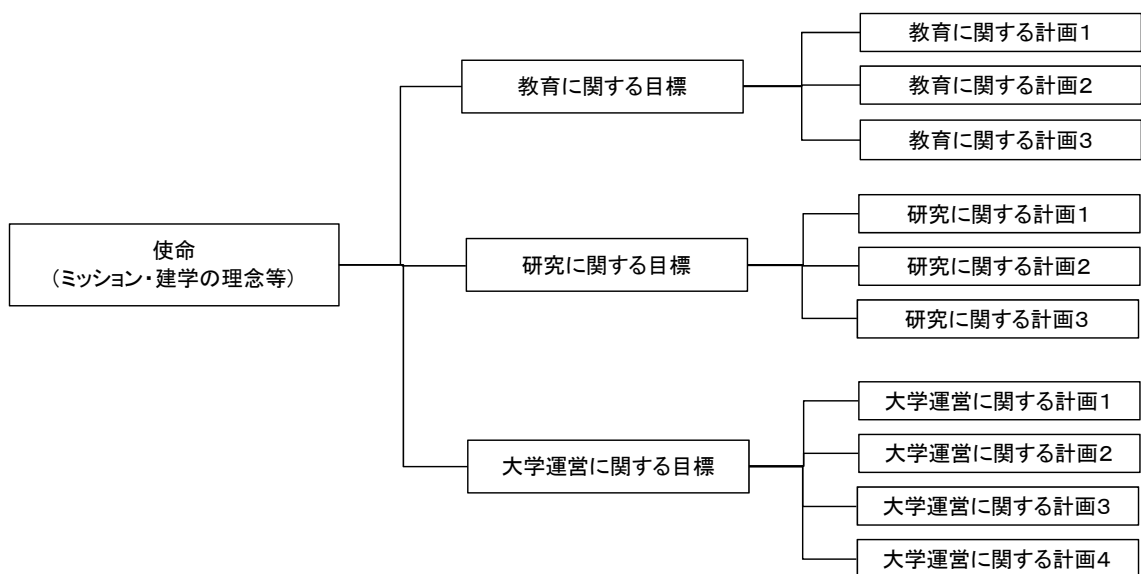 使命
(ミッション・建学の理念等)
教育に関する目標
教育に関する計画1
教育に関する計画2
教育に関する計画3
研究に関する目標
研究に関する計画1
研究に関する計画2
研究に関する計画3
大学運営に関する目標
大学運営に関する計画1
大学運営に関する計画2
大学運営に関する計画3
大学運営に関する計画4